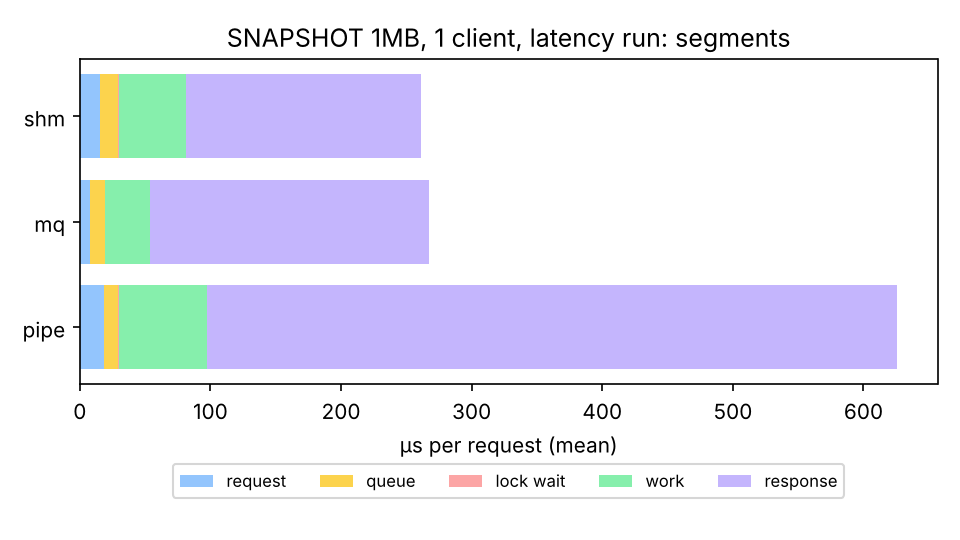 SNAPSHOT 1MB, 1 client, latency run: segments
shm
mq
pipe
0 100 200 300 400 500 600
µs per request (mean)
request queue lock wait work response